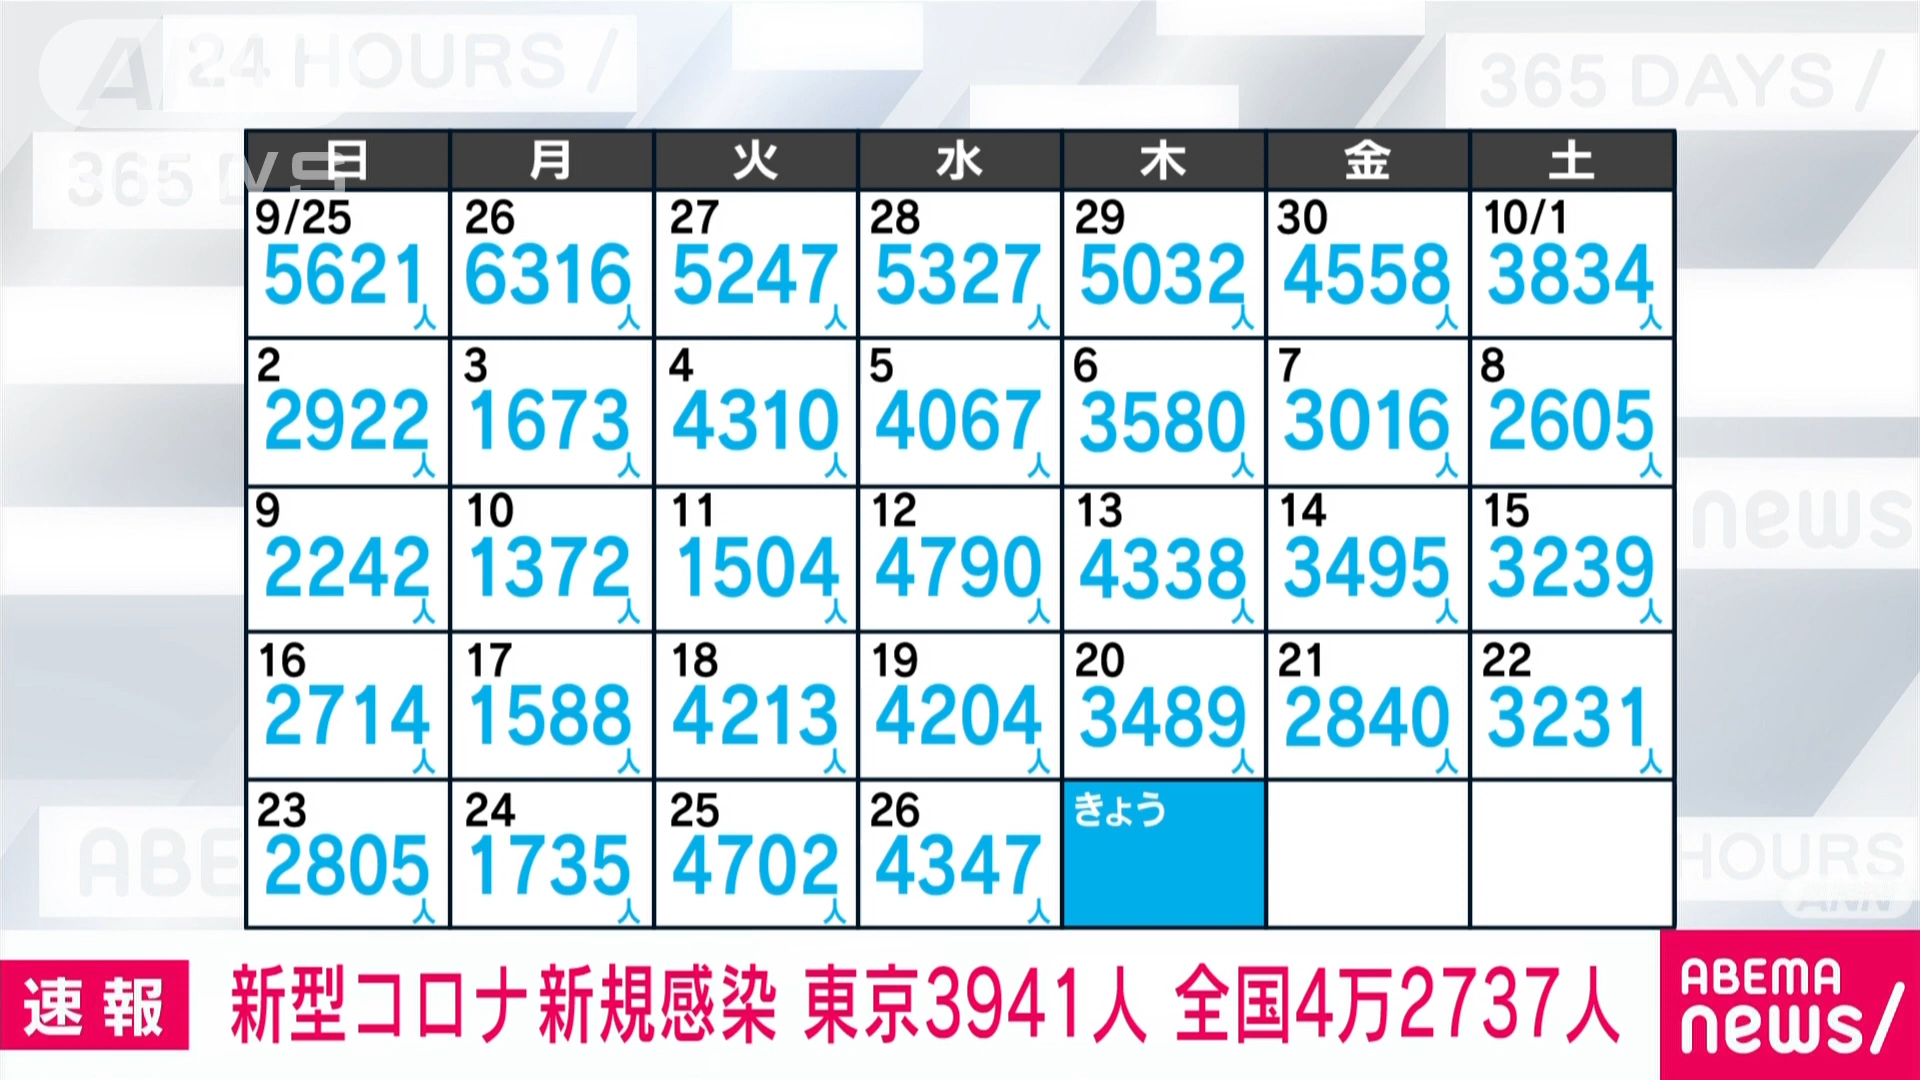 24 HOURS /
365 DAYS /
365 D
日 月 火 水 木 金 土
9/25 26 27 28 29 30 10/1
5621人 6316人 5247人 5327人 5032人 4558人 3834人
2 3 4 5 6 7 8
2922人 1673人 4310人 4067人 3580人 3016人 2605人
9 10 11 12 13 14 15
2242人 1372人 1504人 4790人 4338人 3495人 3239人
news
16 17 18 19 20 21 22
2714人 1588人 4213人 4204人 3489人 2840人 3231人
23 24 25 26 きょう
2805人 1735人 4702人 4347人
ABE
HOURS
ANN
速報 新型コロナ新規感染 東京3941人 全国4万2737人
ABEMA
news/